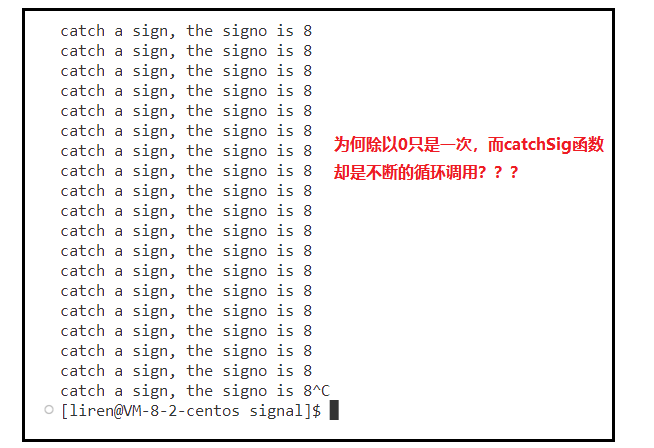 catch a sign, the signo is 8
catch a sign, the signo is 8
catch a sign, the signo is 8
catch a sign, the signo is 8
catch a sign, the signo is 8
catch a sign, the signo is 8
为何除以0只是一次，而catchSig函数
catch a sign, the signo is 8
却是不断的循环调用？？？
catch a sign, the signo is 8
catch a sign, the signo is 8
catch a sign, the signo is 8
catch a sign, the signo is 8
catch a sign, the signo is 8
catch a sign, the signo is 8
catch a sign, the signo is 8
catch a sign, the signo is 8
catch a sign, the signo is 8
catch a sign, the signo is 8
catch a sign, the signo is 8
catch a sign, the signo is 8^C
[liren@VM-8-2-centos signal]$